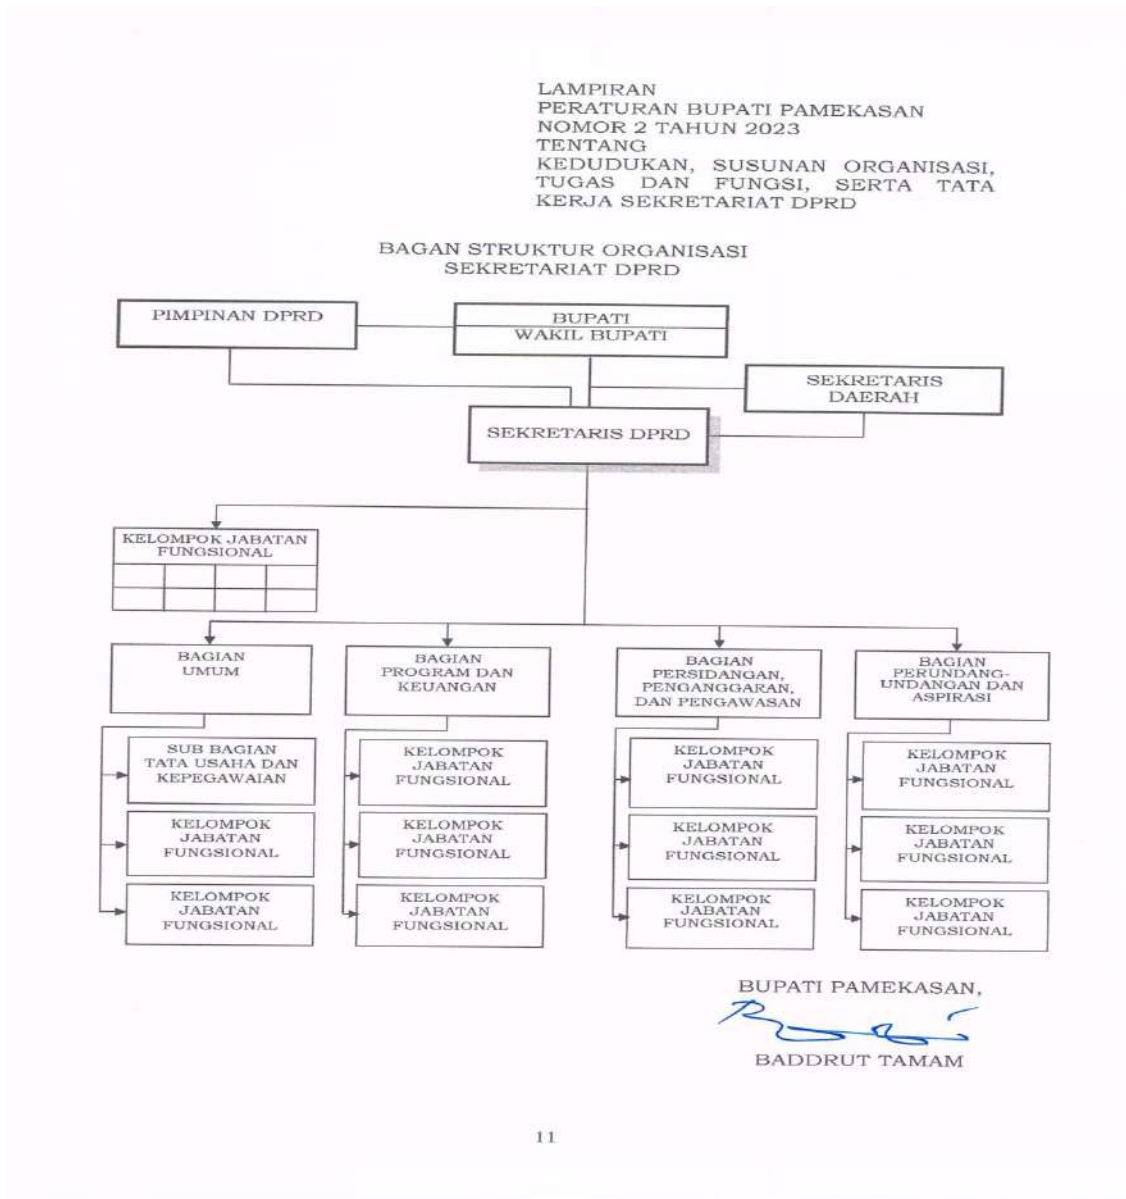 LAMPIRAN
PERATURAN BUPATI PAMEKASAN
NOMOR 2 TAHUN 2023
TENTANG
KEDUDUKAN, SUSUNAN ORGANISASI,
TUGAS DAN FUNGSI, SERTA TATA
KERJA SEKRETARIAT DPRD
BAGAN STRUKTUR ORGANISASI
SEKRETARIAT DPRD
PIMPINAN DPRD
BUPATI
WAKIL BUPATI
SEKRETARIS
DAERAH
SEKRETARIS DPRD
KELOMPOK JABATAN
FUNGSIONAL
BAGIAN
UMUM
BAGIAN
PROGRAM DAN
KEUANGAN
BAGIAN
PERSIDANGAN,
PENGANGGARAN,
DAN PENGAWASAN
BAGIAN
PERUNDANG-
UNDANGAN DAN
ASPIRASI
SUB BAGIAN
TATA USAHA DAN
KEPEGAWAIAN
KELOMPOK
JABATAN
FUNGSIONAL
KELOMPOK
JABATAN
FUNGSIONAL
KELOMPOK
JABATAN
FUNGSIONAL
KELOMPOK
JABATAN
FUNGSIONAL
KELOMPOK
JABATAN
FUNGSIONAL
KELOMPOK
JABATAN
FUNGSIONAL
KELOMPOK
JABATAN
FUNGSIONAL
KELOMPOK
JABATAN
FUNGSIONAL
KELOMPOK
JABATAN
FUNGSIONAL
KELOMPOK
JABATAN
FUNGSIONAL
KELOMPOK
JABATAN
FUNGSIONAL
BUPATI PAMEKASAN,
BADDRUT TAMAM
11